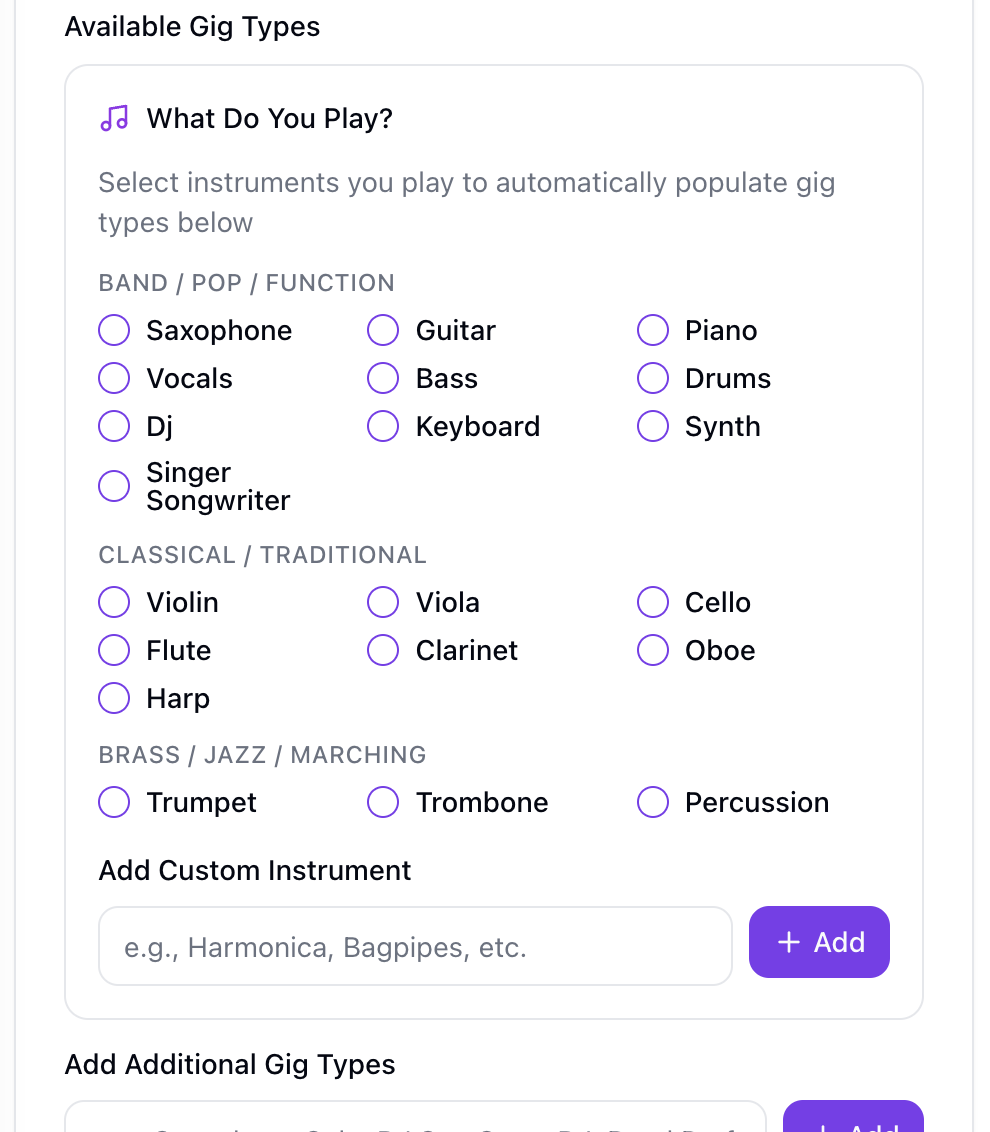 Available Gig Types
What Do You Play?
Select instruments you play to automatically populate gig
types below
BAND / POP / FUNCTION
Saxophone Guitar Piano
Vocals Bass Drums
Dj Keyboard Synth
Singer
Songwriter
CLASSICAL / TRADITIONAL
Violin Viola Cello
Flute Clarinet Oboe
Harp
BRASS / JAZZ / MARCHING
Trumpet Trombone Percussion
Add Custom Instrument
e.g., Harmonica, Bagpipes, etc.
+ Add
Add Additional Gig Types
+ Add